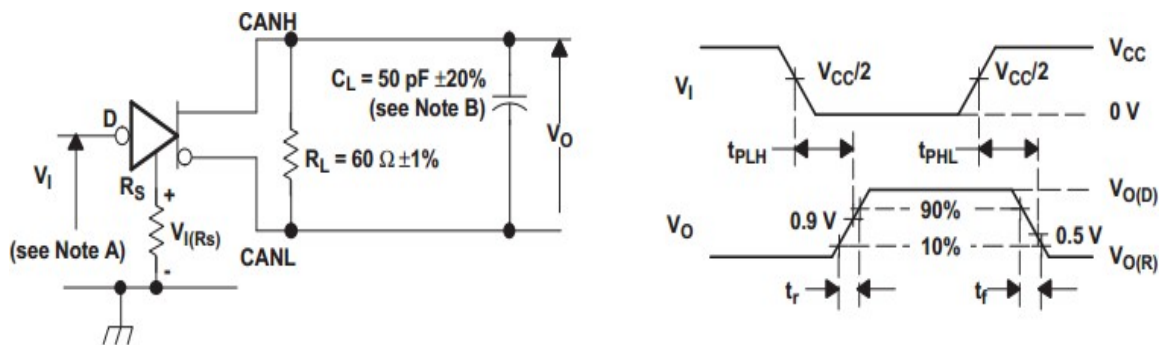 CANH
C_L = 50 pF ±20%
(see Note B)
D
V_O
R_L = 60 Ω ±1%
V_I
R_S
+
V_I(Rs)
(see Note A)
-
CANL
V_CC
V_I
V_CC/2
V_CC/2
0 V
t_PLH
t_PHL
V_O(D)
90%
0.9 V
V_O
10%
0.5 V
V_O(R)
t_r
t_f